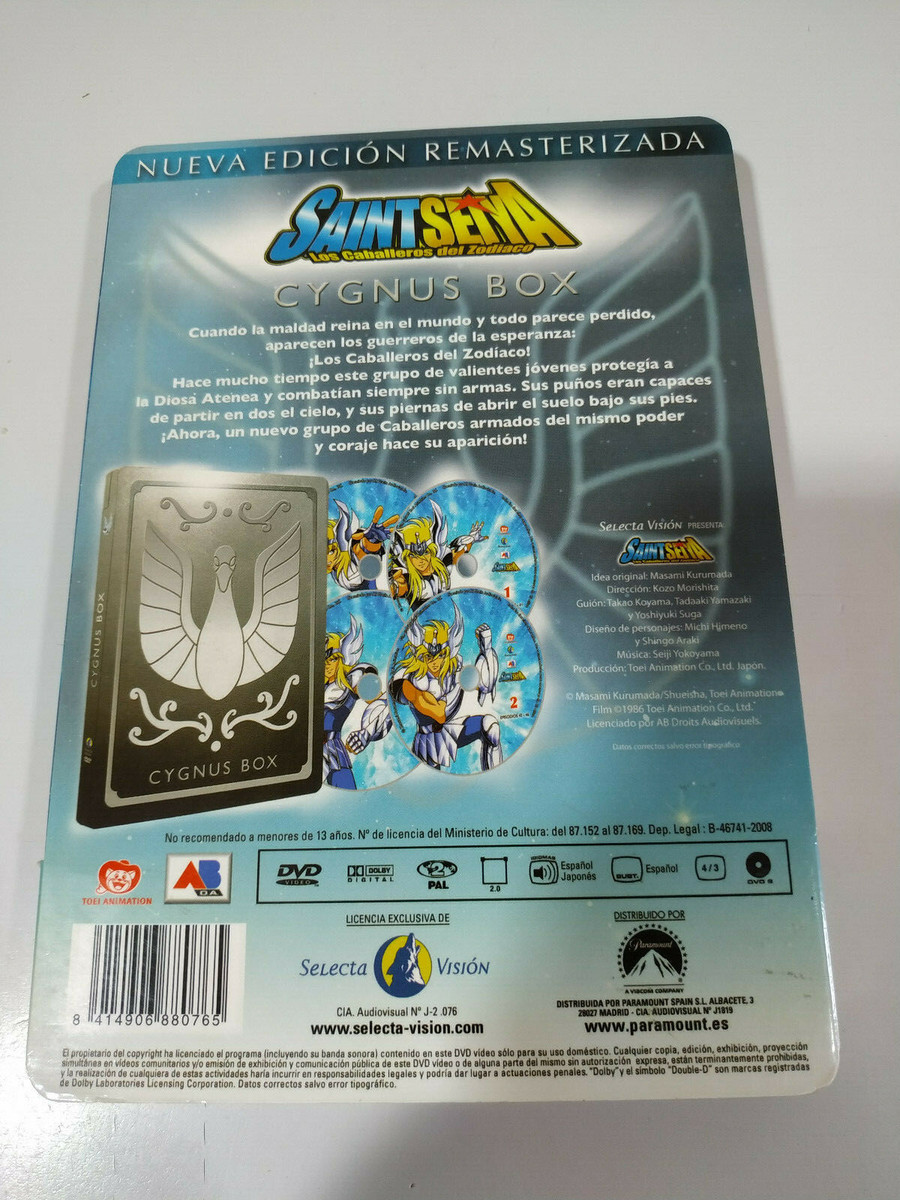 NUEVA EDICIÓN REMASTERIZADA
SAINT SEIYA
Los Caballeros del Zodiaco
CYGNUS BOX
Cuando la maldad reina en el mundo y todo parece perdido,
aparecen los guerreros de la esperanza:
¡Los Caballeros del Zodíaco!
Hace mucho tiempo este grupo de valientes jóvenes protegía a
la Diosa Atenea y combatían siempre sin armas. Sus puños eran capaces
de partir en dos el cielo, y sus piernas de abrir el suelo bajo sus pies.
¡Ahora, un nuevo grupo de Caballeros armados del mismo poder
y coraje hace su aparición!
CYGNUS BOX
CYGNUS BOX
1
2
SELECTA VISIÓN PRESENTA
SAINT SEIYA
Los Caballeros del Zodiaco
Idea original: Masami Kurumada
Dirección: Kozo Morishita
Guión: Takao Koyama, Tadaaki Yamazaki
y Yoshiyuki Suga
Diseño de personajes: Michi Himeno
y Shingo Araki
Música: Seiji Yokoyama
Producción: Toei Animation Co., Ltd. Japón.
© Masami Kurumada/Shueisha, Toei Animation
Film ©1986 Toei Animation Co., Ltd.
Licenciado por AB Droits Audiovisuels.
Datos correctos salvo error tipográfico
No recomendado a menores de 13 años. Nº de licencia del Ministerio de Cultura: del 87.152 al 87.169. Dep. Legal : B-46741-2008
TOEI ANIMATION
AB
DA
DVD
VIDEO
DOLBY
DIGITAL
2
PAL
2.0
IDIOMAS
Español
Japonés
SUBT.
Español
4/3
DVD 9
LICENCIA EXCLUSIVA DE
SELECTA VISIÓN
CIA. Audiovisual Nº J-2 .076
www.selecta-vision.com
DISTRIBUIDO POR
Paramount
A VIACOM COMPANY
DISTRIBUIDA POR PARAMOUNT SPAIN S.L. ALBACETE, 3
28027 MADRID - CIA. AUDIOVISUAL Nº J1819
www.paramount.es
8 414906 880765
El propietario del copyright ha licenciado el programa (incluyendo su banda sonora) contenido en este DVD vídeo sólo para su uso doméstico. Cualquier copia, edición, exhibición, proyección
simultánea en vídeos comunitarios y/o emisión de exhibición y comunicación pública de este DVD vídeo o de alguna parte del mismo sin autorización expresa, están terminantemente prohibidas,
y la realización de cualquiera de estas actividades haría incurrir en responsabilidades legales y podría dar lugar a actuaciones penales. "Dolby" y el símbolo "Double-D" son marcas registradas
de Dolby Laboratories Licensing Corporation. Datos correctos salvo error tipográfico.